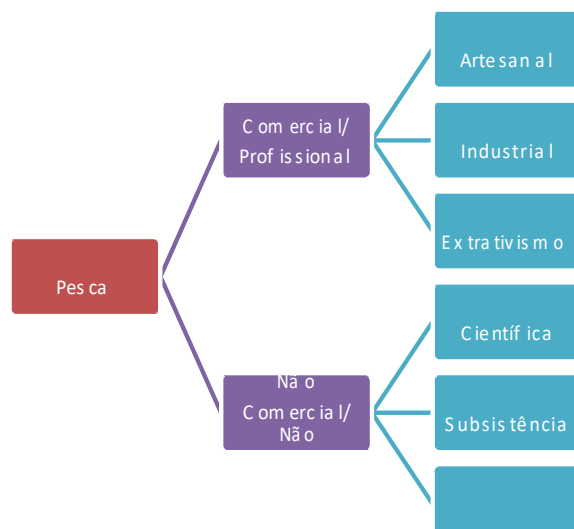 Artesanal
Comercial/
Profissional
Industrial
Extrativismo
Pesca
Científica
Não
Comercial/
Não
Subsistência